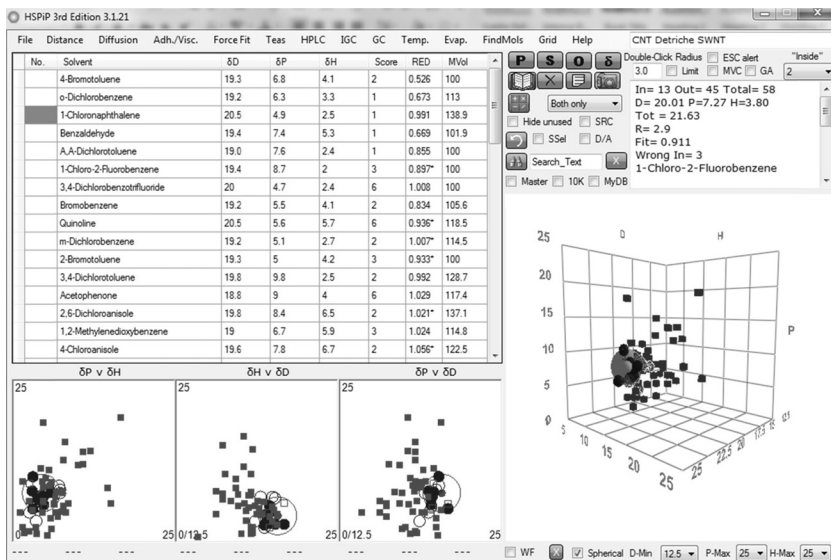 HSPiP 3rd Edition 3.1.21
File Distance Diffusion Adh./Visc. Force Fit Teas HPLC IGC GC Temp. Evap. FindMols Grid Help CNT Detriche SWNT
No. Solvent δD δP δH Score RED MVol
4-Bromotoluene 19.3 6.8 4.1 2 0.526 100
o-Dichlorobenzene 19.2 6.3 3.3 1 0.673 113
1-Chloronaphthalene 20.5 4.9 2.5 1 0.991 138.9
Benzaldehyde 19.4 7.4 5.3 1 0.669 101.9
A,A-Dichlorotoluene 19.0 7.6 2.4 1 0.855 100
1-Chloro-2-Fluorobenzene 19.4 8.7 2 3 0.897* 100
3,4-Dichlorobenzotrifluoride 20 4.7 2.4 6 1.008 100
Bromobenzene 19.2 5.5 4.1 2 0.834 105.6
Quinoline 20.5 5.6 5.7 6 0.936* 118.5
m-Dichlorobenzene 19.2 5.1 2.7 2 1.007* 114.5
2-Bromotoluene 19.3 5 4.2 3 0.933* 100
3,4-Dichlorotoluene 19.8 9.8 2.5 2 0.992 128.7
Acetophenone 18.8 9 4 6 1.029 117.4
2,6-Dichloroanisole 19.8 8.4 6.5 2 1.021* 137.1
1,2-Methylenedioxybenzene 19 6.7 5.9 3 1.024 114.8
4-Chloroanisole 19.6 7.8 6.7 2 1.056* 122.5
P S O δ
Double-Click Radius ESC alert "Inside"
3.0 Limit MVC GA 2
Both only
Hide unused SRC
SSel D/A
Search_Text X
Master 10K MyDB
In= 13 Out= 45 Total= 58
D= 20.01 P=7.27 H=3.80
Tot = 21.63
R= 2.9
Fit= 0.911
Wrong In= 3
1-Chloro-2-Fluorobenzene
δP v δH δH v δD δP v δD
25 25 25
0 25 0/12.5 25 0/12.5 25
--- --- --- --- --- --- --- --- ---
D H
25
20
15
10
5
0
P
5 10 15 20 25
25 22.5 20 17.5 15 12.5
WF X Spherical D-Min 12.5 P-Max 25 H-Max 25